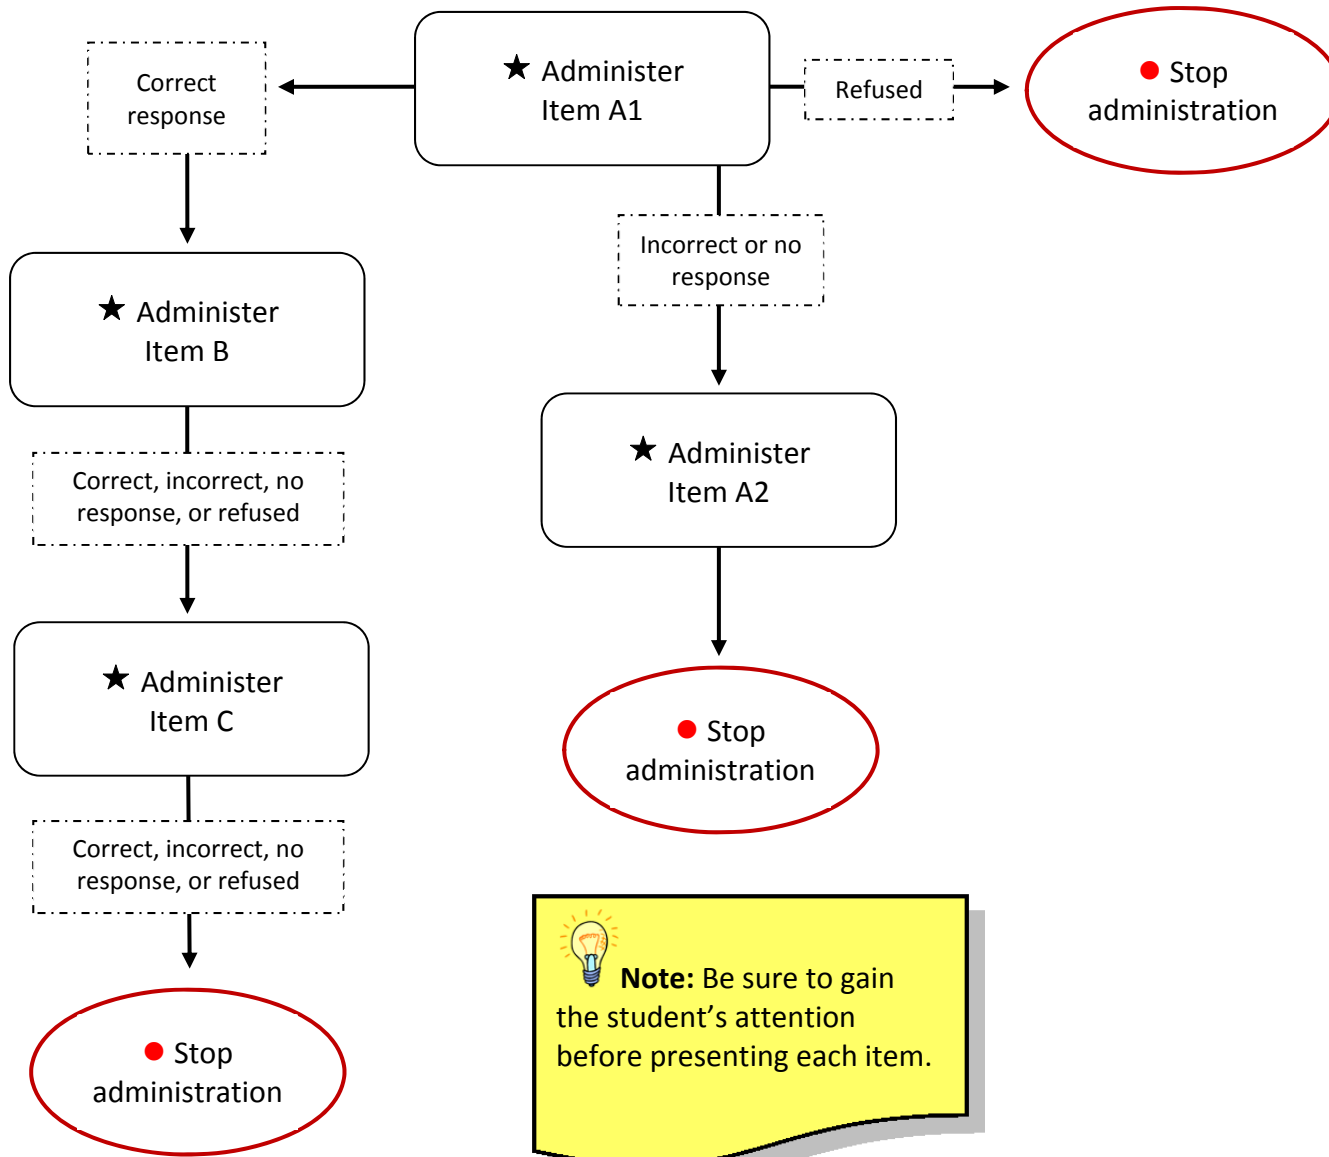 ★ Administer
Item A1
Correct
response
Refused
● Stop
administration
Incorrect or no
response
★ Administer
Item B
★ Administer
Item A2
Correct, incorrect, no
response, or refused
★ Administer
Item C
● Stop
administration
Correct, incorrect, no
response, or refused
Note: Be sure to gain
the student’s attention
before presenting each item.
● Stop
administration